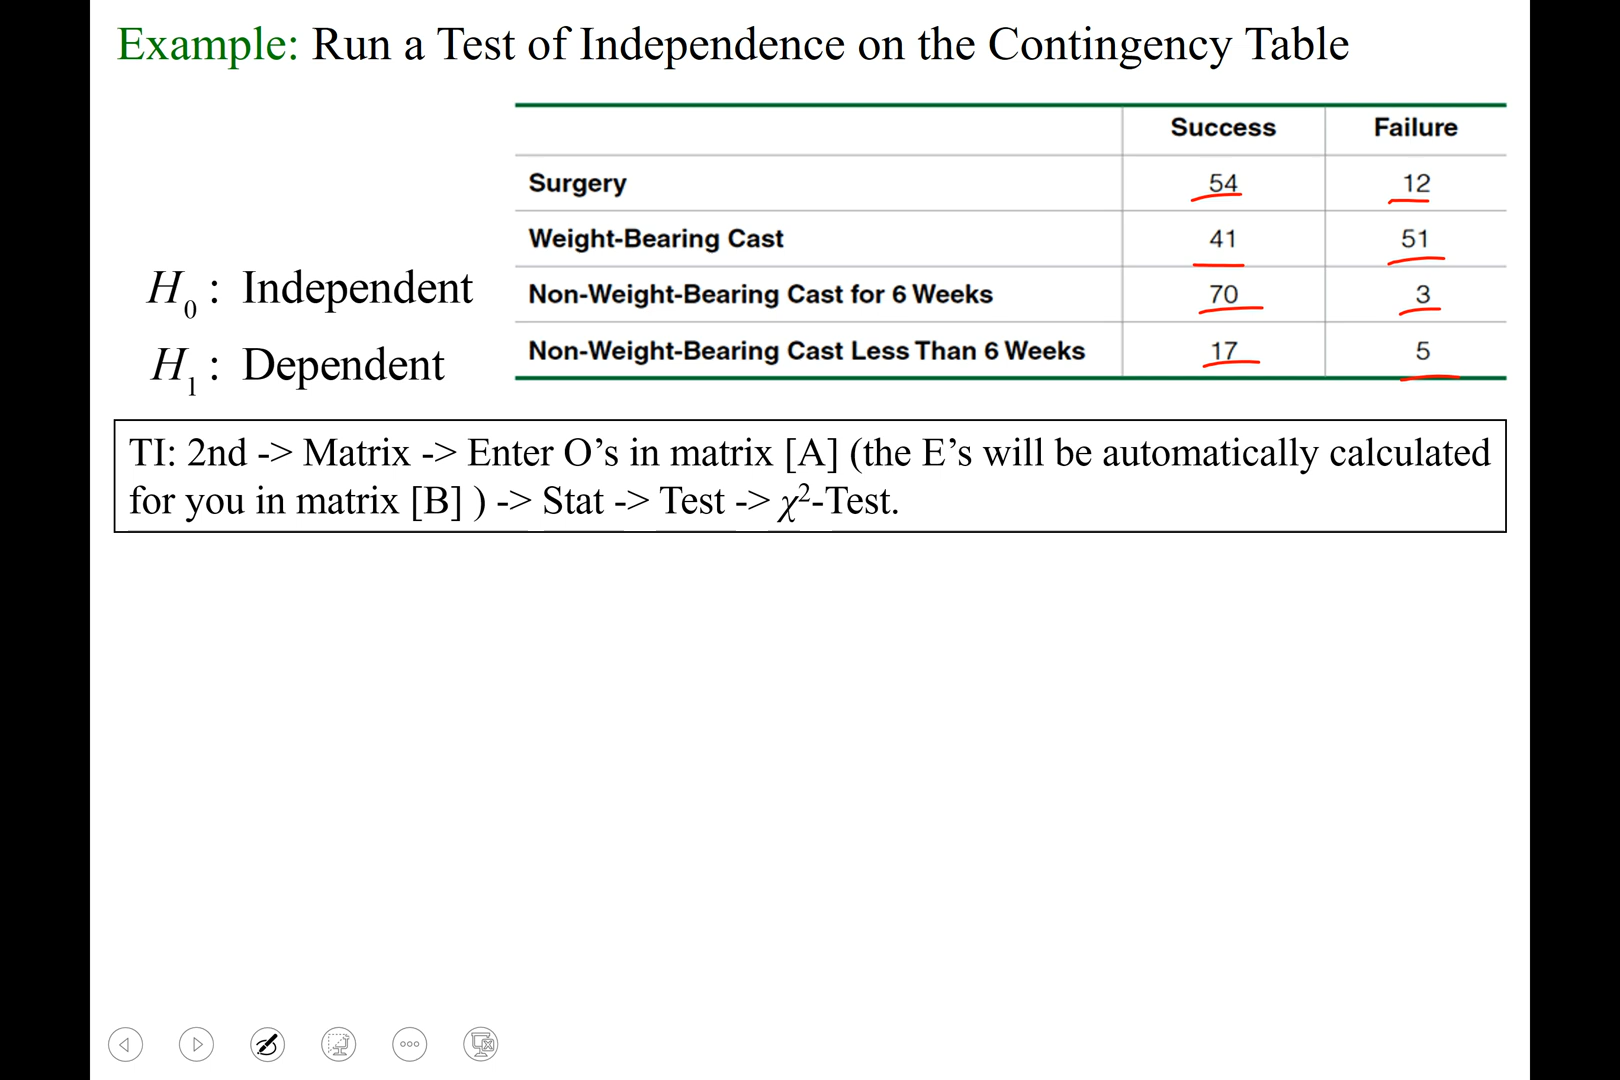 Example: Run a Test of Independence on the Contingency Table
Success Failure
Surgery 54 12
Weight-Bearing Cast 41 51
Non-Weight-Bearing Cast for 6 Weeks 70 3
Non-Weight-Bearing Cast Less Than 6 Weeks 17 5
H₀ : Independent
H₁ : Dependent
TI: 2nd -> Matrix -> Enter O’s in matrix [A] (the E’s will be automatically calculated
for you in matrix [B] ) -> Stat -> Test -> χ²-Test.